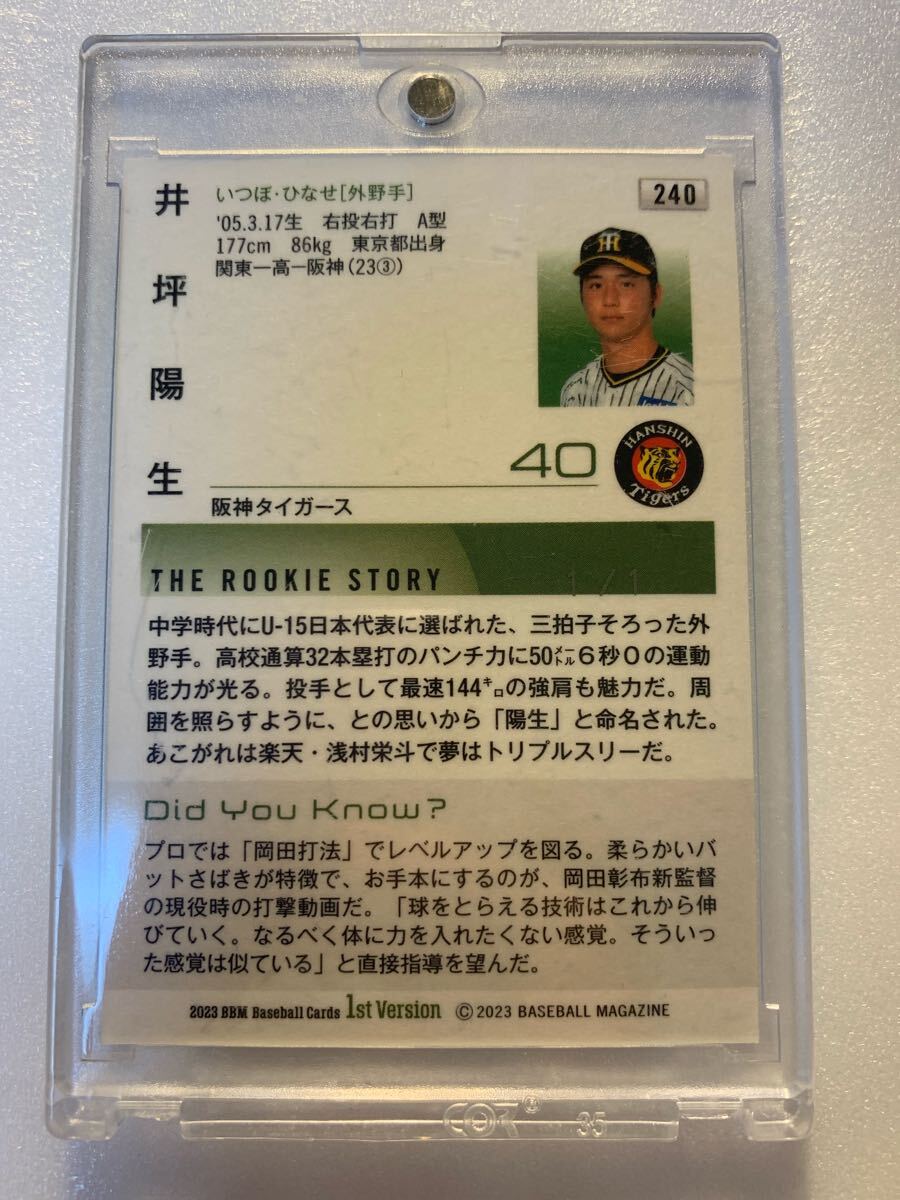 井坪陽生
いつぼ・ひなせ[外野手]
'05.3.17生 右投右打 A型
177cm 86kg 東京都出身
関東一高ー阪神(23③)
240
40
HANSHIN
Tigers
阪神タイガース
THE ROOKIE STORY
1/1
中学時代にU-15日本代表に選ばれた、三拍子そろった外
野手。高校通算32本塁打のパンチ力に50㍍6秒0の運動
能力が光る。投手として最速144㌔の強肩も魅力だ。周
囲を照らすように、との思いから「陽生」と命名された。
あこがれは楽天・浅村栄斗で夢はトリプルスリーだ。
Did You Know?
プロでは「岡田打法」でレベルアップを図る。柔らかいバ
ットさばきが特徴で、お手本にするのが、岡田彰布新監督
の現役時の打撃動画だ。「球をとらえる技術はこれから伸
びていく。なるべく体に力を入れたくない感覚。そういっ
た感覚は似ている」と直接指導を望んだ。
2023 BBM Baseball Cards 1st Version ©2023 BASEBALL MAGAZINE
35